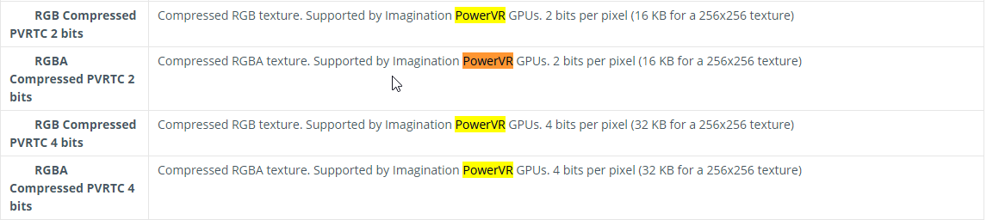 RGB Compressed
PVRTC 2 bits
Compressed RGB texture. Supported by Imagination PowerVR GPUs. 2 bits per pixel (16 KB for a 256x256 texture)
RGBA
Compressed PVRTC 2
bits
Compressed RGBA texture. Supported by Imagination PowerVR GPUs. 2 bits per pixel (16 KB for a 256x256 texture)
RGB Compressed
PVRTC 4 bits
Compressed RGB texture. Supported by Imagination PowerVR GPUs. 4 bits per pixel (32 KB for a 256x256 texture)
RGBA
Compressed PVRTC 4
bits
Compressed RGBA texture. Supported by Imagination PowerVR GPUs. 4 bits per pixel (32 KB for a 256x256 texture)